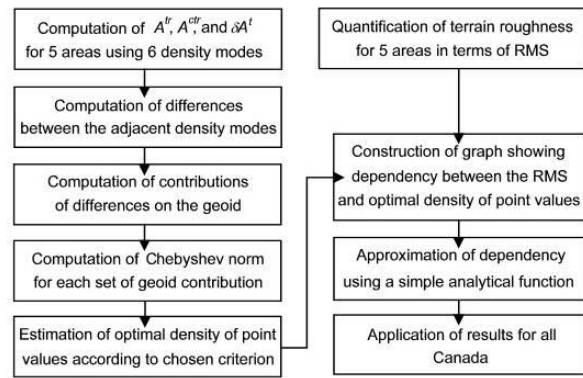 Computation of A^tr, A^ctr, and δA^t
for 5 areas using 6 density modes
Computation of differences
between the adjacent density modes
Computation of contributions
of differences on the geoid
Computation of Chebyshev norm
for each set of geoid contribution
Estimation of optimal density of point
values according to chosen criterion
Quantification of terrain roughness
for 5 areas in terms of RMS
Construction of graph showing
dependency between the RMS
and optimal density of point values
Approximation of dependency
using a simple analytical function
Application of results for all
Canada